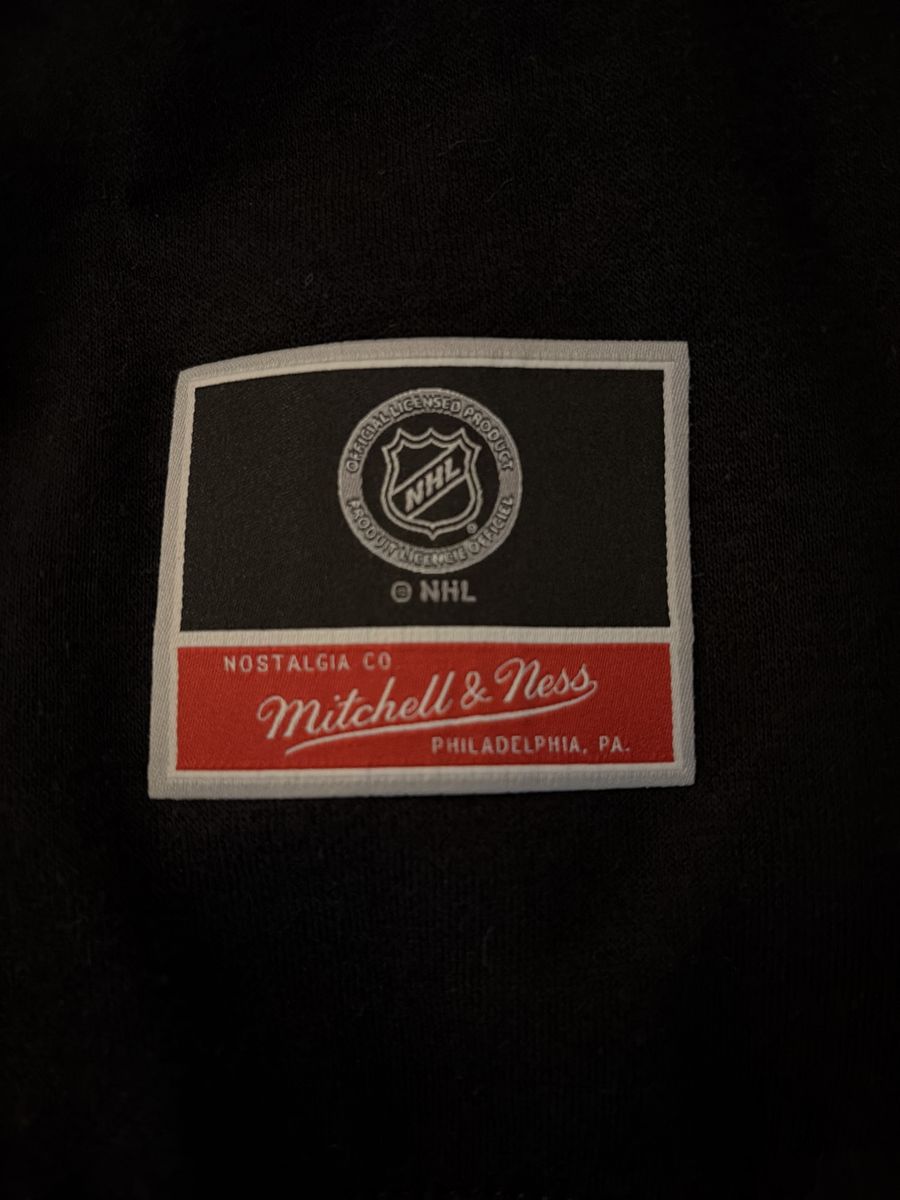 OFFICIAL LICENSED PRODUCT
NHL
®
PRODUIT LICENCIÉ OFFICIEL
© NHL
NOSTALGIA CO.
Mitchell & Ness
PHILADELPHIA, PA.